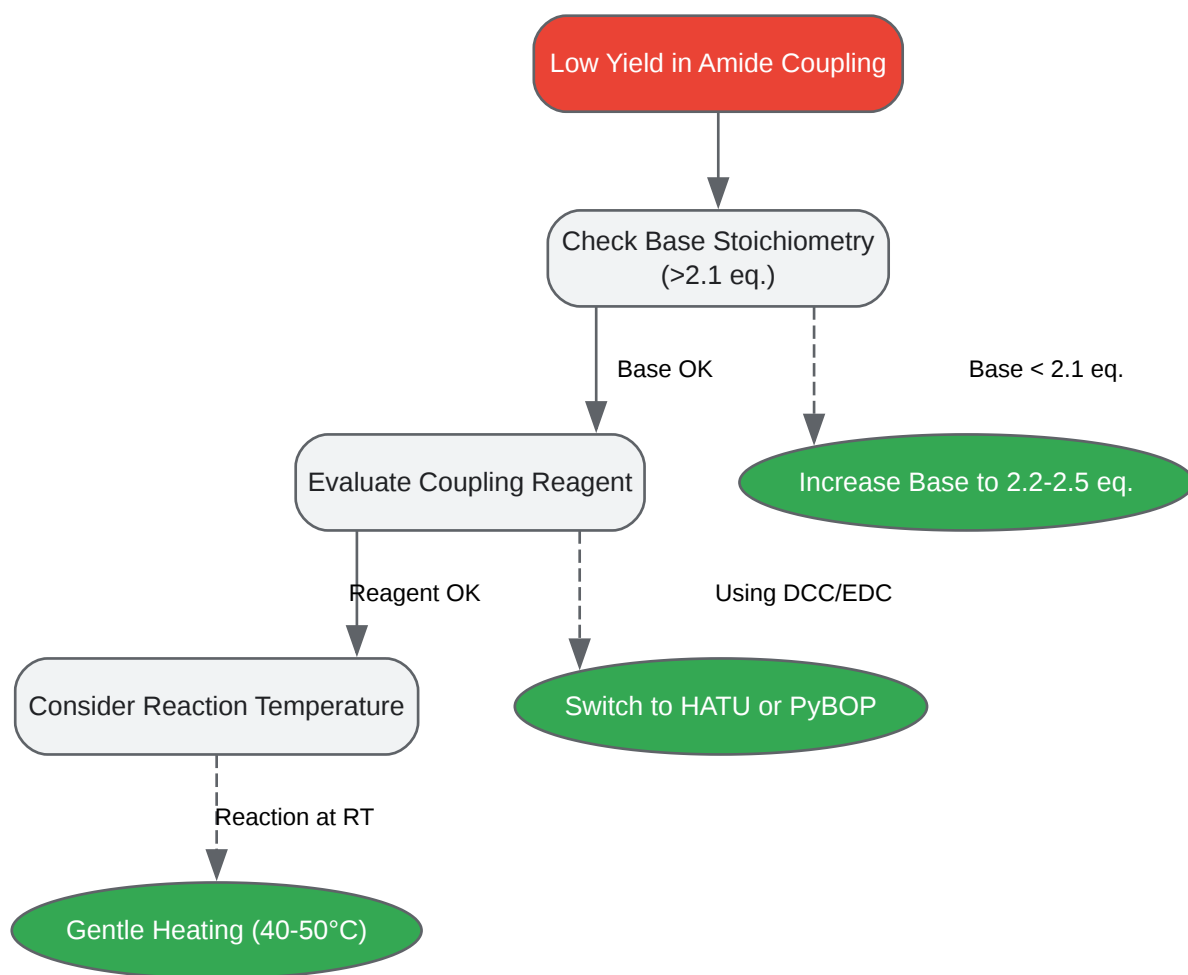 Low Yield in Amide Coupling
Check Base Stoichiometry
(>2.1 eq.)
Base OK
Base < 2.1 eq.
Evaluate Coupling Reagent
Increase Base to 2.2-2.5 eq.
Reagent OK
Using DCC/EDC
Consider Reaction Temperature
Switch to HATU or PyBOP
Reaction at RT
Gentle Heating (40-50°C)